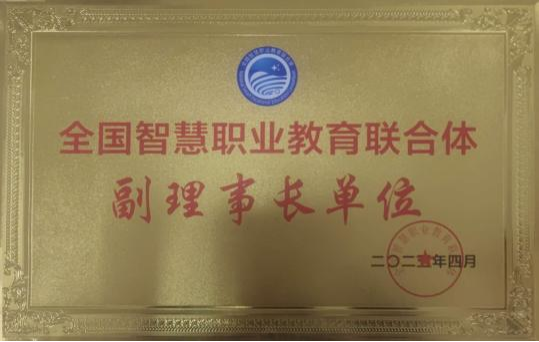 全国智慧职业教育联合体
副理事长单位
二〇二五年四月